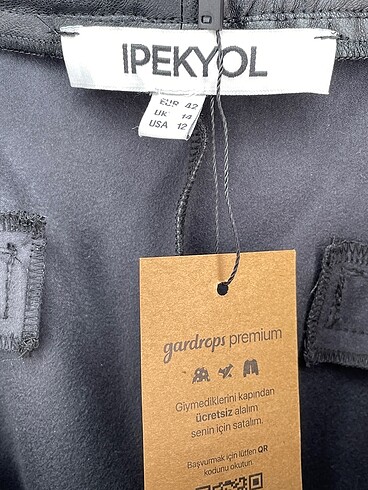 IPEKYOL
EUR 42
UK 14
USA 12
gardrops premium
Giymediklerini kapından
ücretsiz alalım
senin için satalım.
Başvurmak için lütfen QR
kodunu okutun.